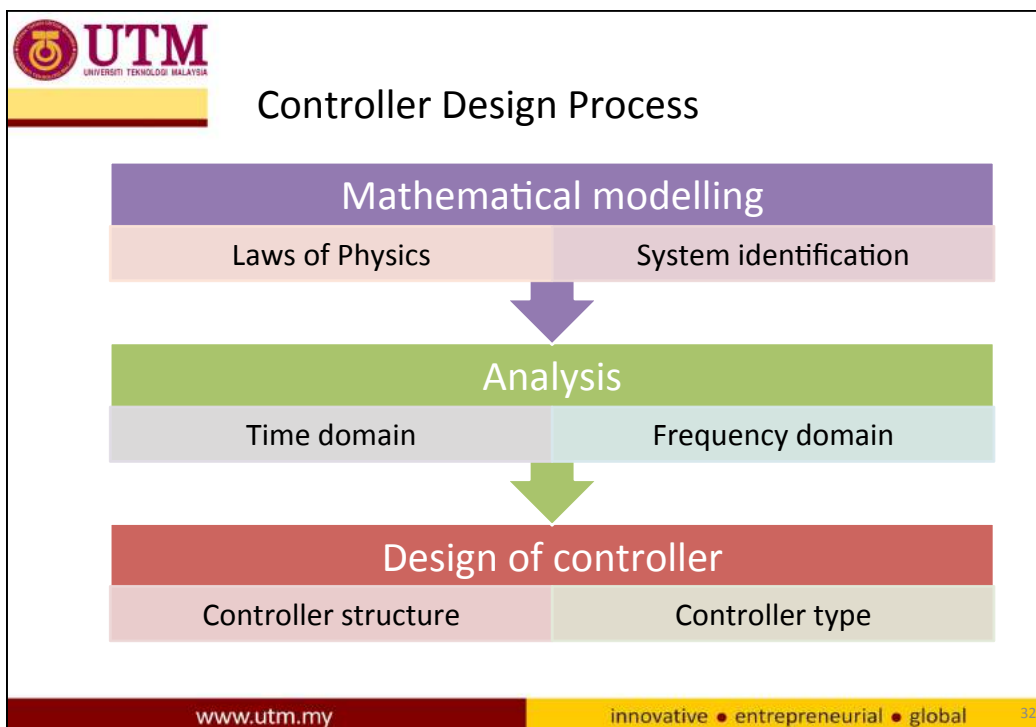 UTM
UNIVERSITI TEKNOLOGI MALAYSIA
Controller Design Process
Mathematical modelling
Laws of Physics
System identification
Analysis
Time domain
Frequency domain
Design of controller
Controller structure
Controller type
www.utm.my
innovative ● entrepreneurial ● global
32